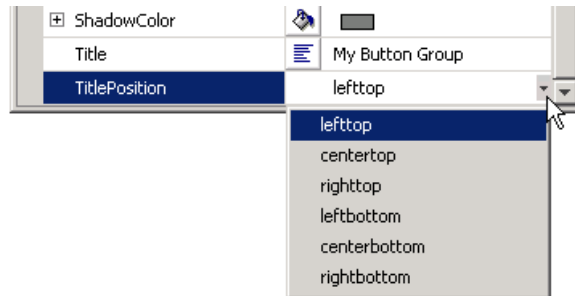 ShadowColor
Title My Button Group
TitlePosition lefttop
lefttop
centertop
righttop
leftbottom
centerbottom
rightbottom